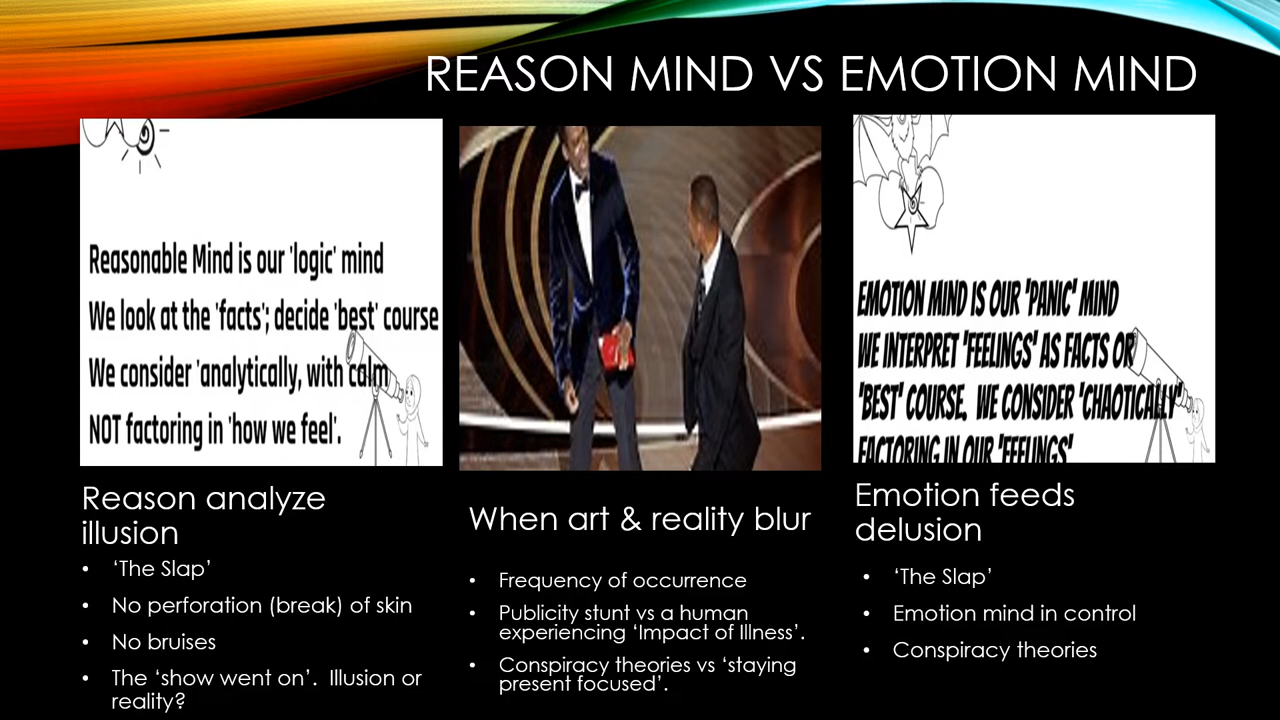 REASON MIND VS EMOTION MIND
Reasonable Mind is our 'logic' mind
We look at the 'facts'; decide 'best' course
We consider 'analytically, with calm
NOT factoring in 'how we feel'.
Reason analyze
illusion
• ‘The Slap’
• No perforation (break) of skin
• No bruises
• The ‘show went on’.  Illusion or
reality?
When art & reality blur
• Frequency of occurrence
• Publicity stunt vs a human
experiencing ‘Impact of Illness’.
• Conspiracy theories vs ‘staying
present focused’.
EMOTION MIND IS OUR 'PANIC' MIND
WE INTERPRET 'FEELINGS' AS FACTS OR
'BEST' COURSE.  WE CONSIDER 'CHAOTICALLY'
FACTORING IN OUR 'FEELINGS'
Emotion feeds
delusion
• ‘The Slap’
• Emotion mind in control
• Conspiracy theories